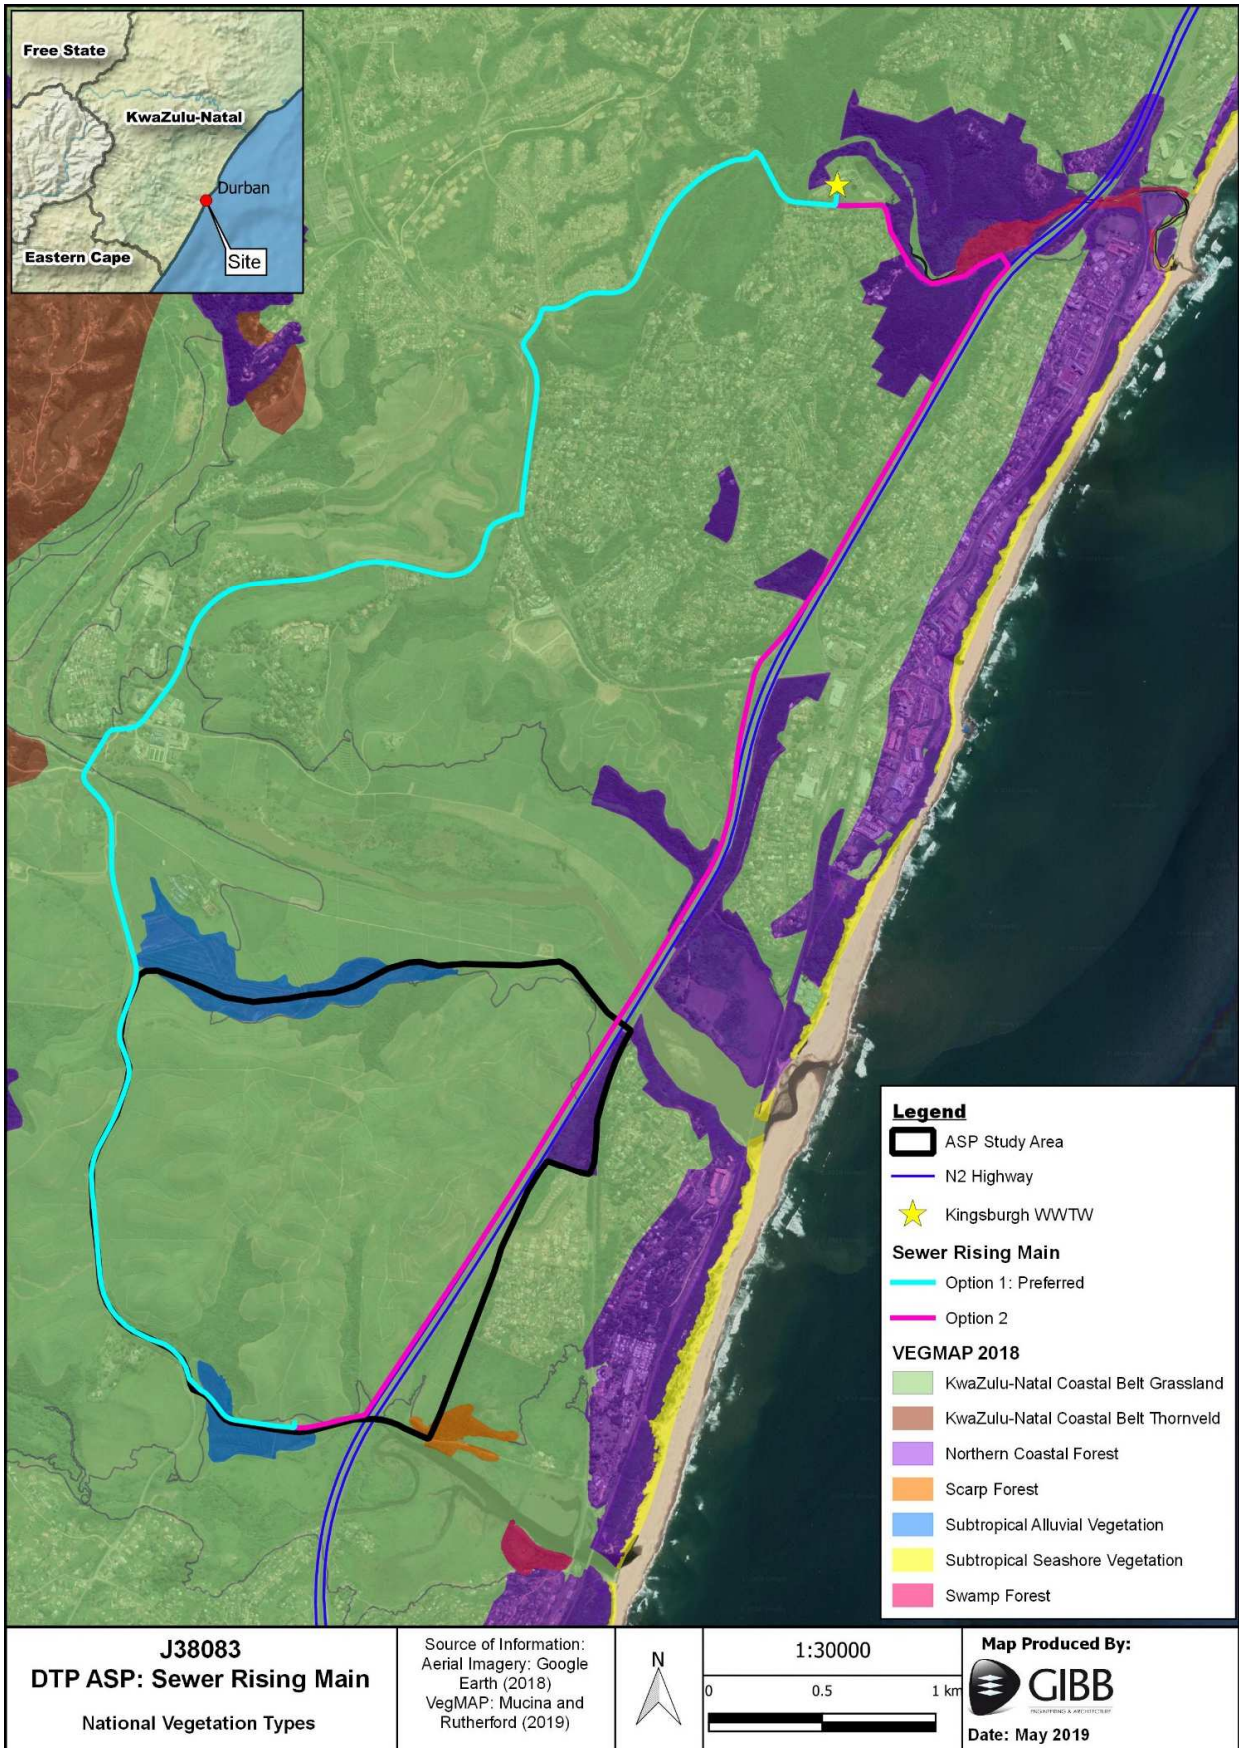 Free State
KwaZulu-Natal
Durban
Eastern Cape
Site
Legend
ASP Study Area
N2 Highway
Kingsburgh WWTW
Sewer Rising Main
Option 1: Preferred
Option 2
VEGMAP 2018
KwaZulu-Natal Coastal Belt Grassland
KwaZulu-Natal Coastal Belt Thornveld
Northern Coastal Forest
Scarp Forest
Subtropical Alluvial Vegetation
Subtropical Seashore Vegetation
Swamp Forest
J38083
DTP ASP: Sewer Rising Main
National Vegetation Types
Source of Information:
Aerial Imagery: Google
Earth (2018)
VegMAP: Mucina and
Rutherford (2019)
N
1:30000
0 0.5 1 km
Map Produced By:
GIBB
ENGINEERING & ARCHITECTURE
Date: May 2019